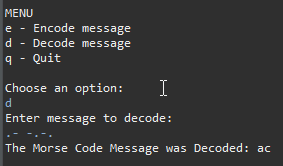 MENU
e - Encode message
d - Decode message
q - Quit
Choose an option:
d
Enter message to decode:
.- -.-.
The Morse Code Message was Decoded: ac